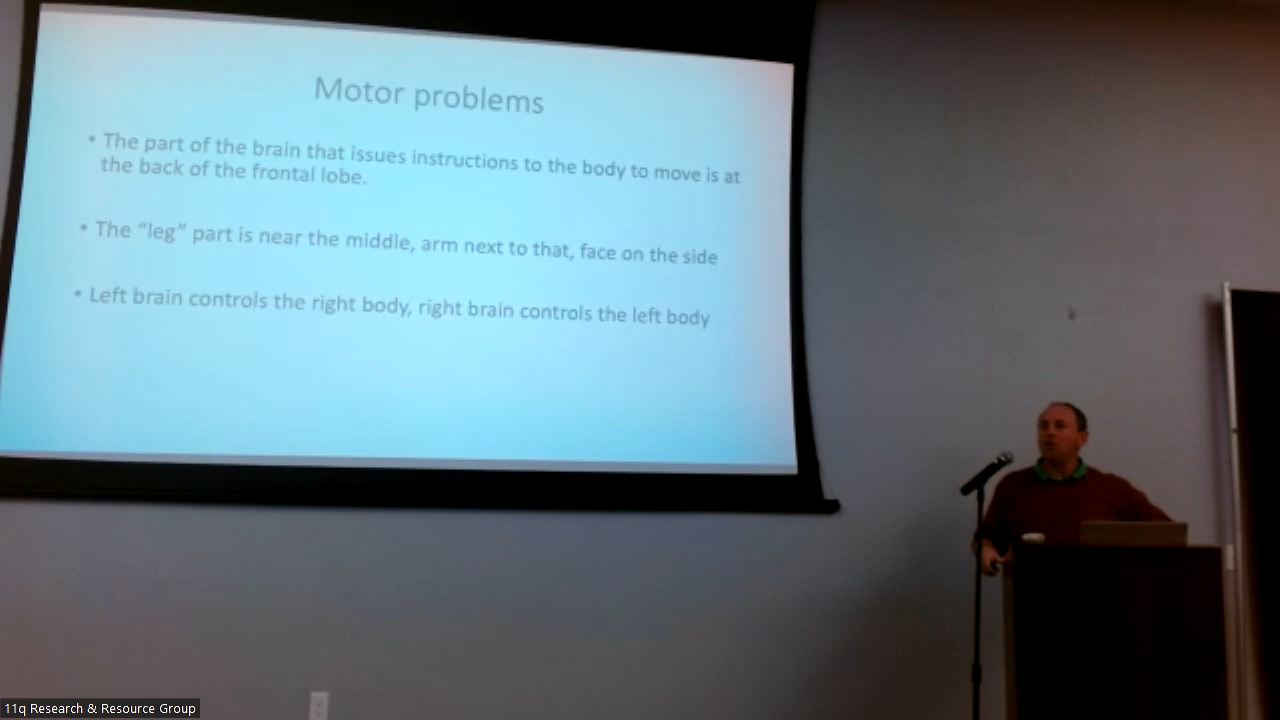 Motor problems
• The part of the brain that issues instructions to the body to move is at
the back of the frontal lobe.
• The “leg” part is near the middle, arm next to that, face on the side
• Left brain controls the right body, right brain controls the left body
11q Research & Resource Group